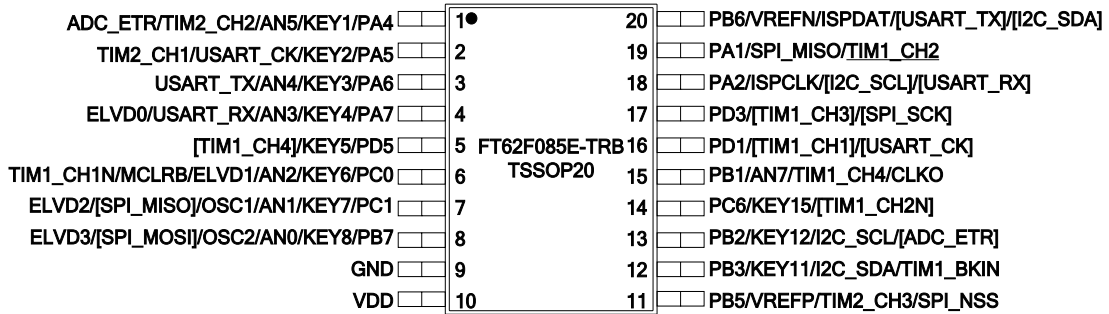 ADC_ETR/TIM2_CH2/AN5/KEY1/PA4 1 20 PB6/VREFN/ISPDAT/[USART_TX]/[I2C_SDA]
TIM2_CH1/USART_CK/KEY2/PA5 2 19 PA1/SPI_MISO/TIM1_CH2
USART_TX/AN4/KEY3/PA6 3 18 PA2/ISPCLK/[I2C_SCL]/[USART_RX]
ELVD0/USART_RX/AN3/KEY4/PA7 4 17 PD3/[TIM1_CH3]/[SPI_SCK]
[TIM1_CH4]/KEY5/PD5 5 FT62F085E-TRB 16 PD1/[TIM1_CH1]/[USART_CK]
TIM1_CH1N/MCLRB/ELVD1/AN2/KEY6/PC0 6 TSSOP20 15 PB1/AN7/TIM1_CH4/CLKO
ELVD2/[SPI_MISO]/OSC1/AN1/KEY7/PC1 7 14 PC6/KEY15/[TIM1_CH2N]
ELVD3/[SPI_MOSI]/OSC2/AN0/KEY8/PB7 8 13 PB2/KEY12/I2C_SCL/[ADC_ETR]
GND 9 12 PB3/KEY11/I2C_SDA/TIM1_BKIN
VDD 10 11 PB5/VREFP/TIM2_CH3/SPI_NSS